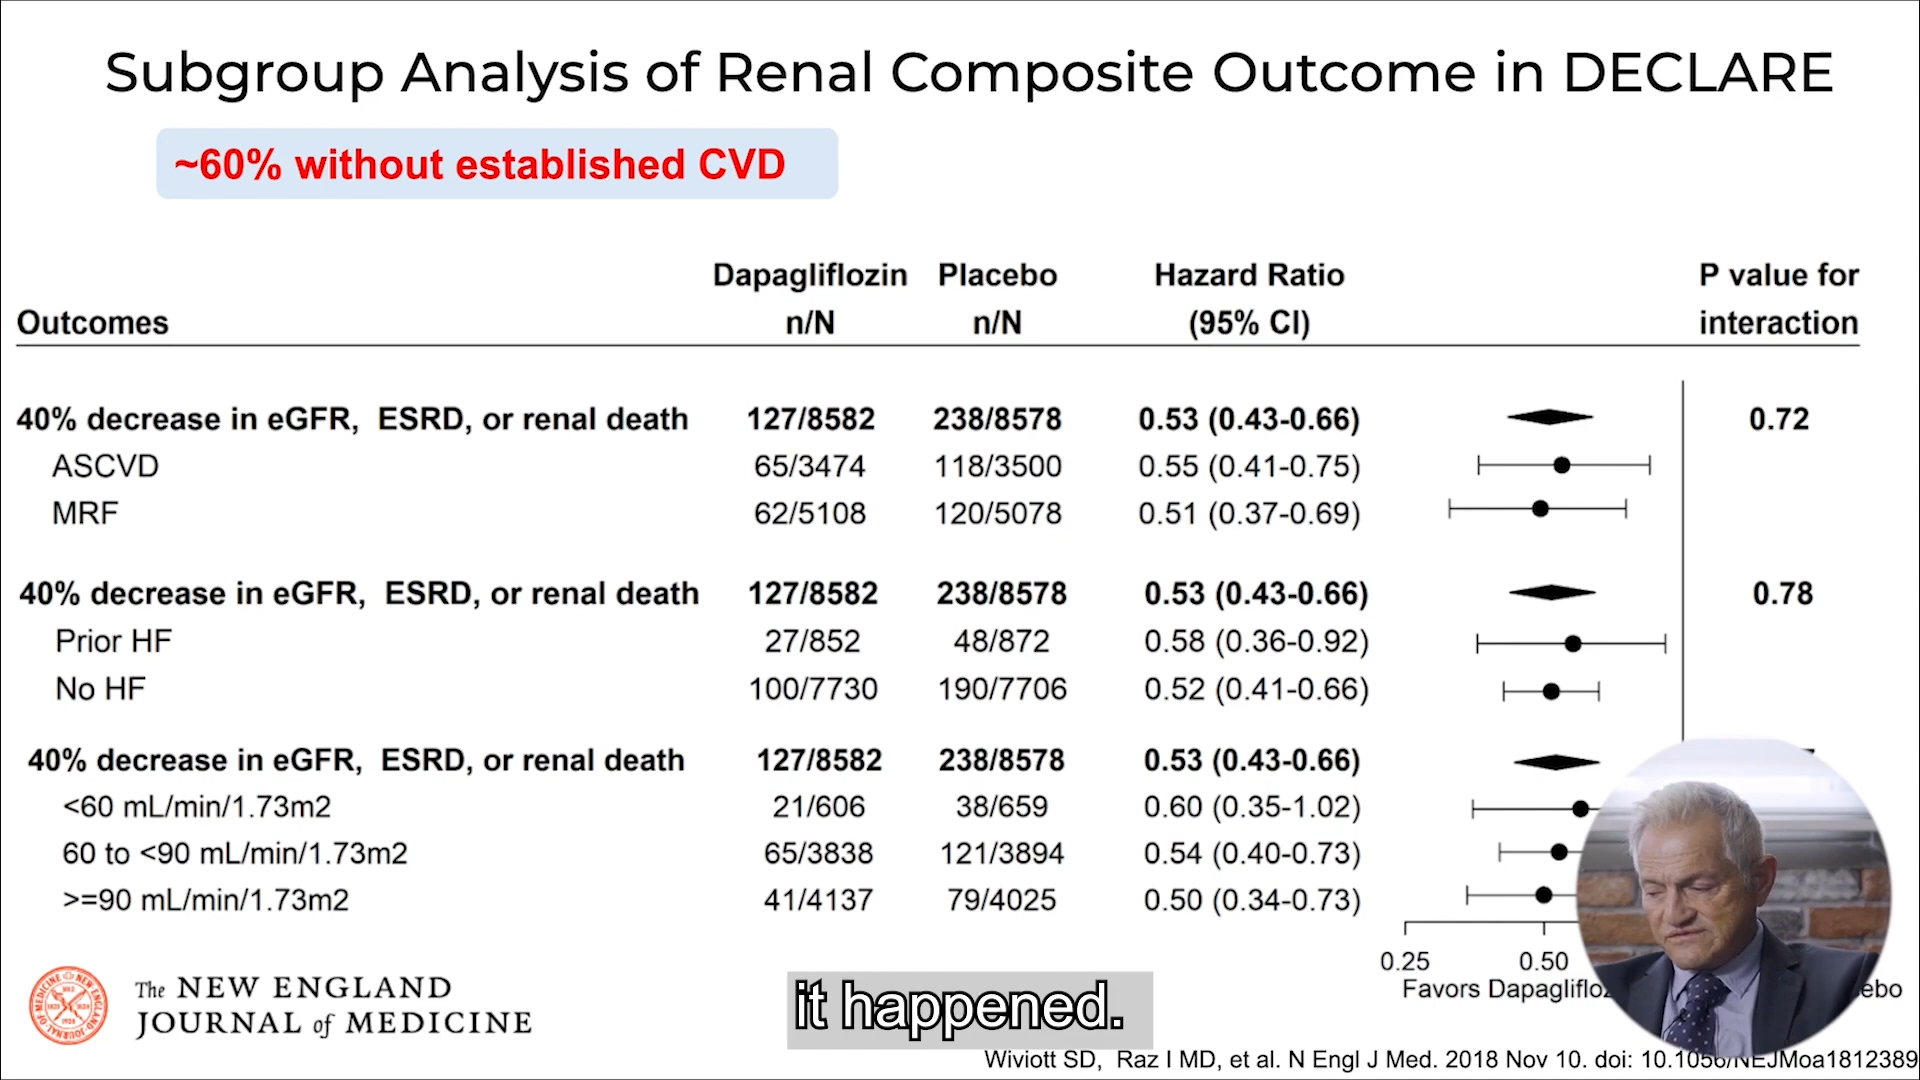 Subgroup Analysis of Renal Composite Outcome in DECLARE
~60% without established CVD
Dapagliflozin Placebo Hazard Ratio P value for
Outcomes n/N n/N (95% CI) interaction
40% decrease in eGFR, ESRD, or renal death 127/8582 238/8578 0.53 (0.43-0.66) 0.72
ASCVD 65/3474 118/3500 0.55 (0.41-0.75)
MRF 62/5108 120/5078 0.51 (0.37-0.69)
40% decrease in eGFR, ESRD, or renal death 127/8582 238/8578 0.53 (0.43-0.66) 0.78
Prior HF 27/852 48/872 0.58 (0.36-0.92)
No HF 100/7730 190/7706 0.52 (0.41-0.66)
40% decrease in eGFR, ESRD, or renal death 127/8582 238/8578 0.53 (0.43-0.66)
<60 mL/min/1.73m2 21/606 38/659 0.60 (0.35-1.02)
60 to <90 mL/min/1.73m2 65/3838 121/3894 0.54 (0.40-0.73)
>=90 mL/min/1.73m2 41/4137 79/4025 0.50 (0.34-0.73)
0.25 0.50
Favors
The NEW ENGLAND
JOURNAL of MEDICINE
it happened.
Wiviott SD, Raz I MD, et al. N Engl J Med. 2018 Nov 10. doi: 10.1056/NEJMoa1812389